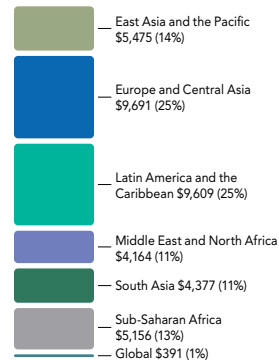 East Asia and the Pacific
$5,475 (14%)
Europe and Central Asia
$9,691 (25%)
Latin America and the
Caribbean $9,609 (25%)
Middle East and North Africa
$4,164 (11%)
South Asia $4,377 (11%)
Sub-Saharan Africa
$5,156 (13%)
Global $391 (1%)